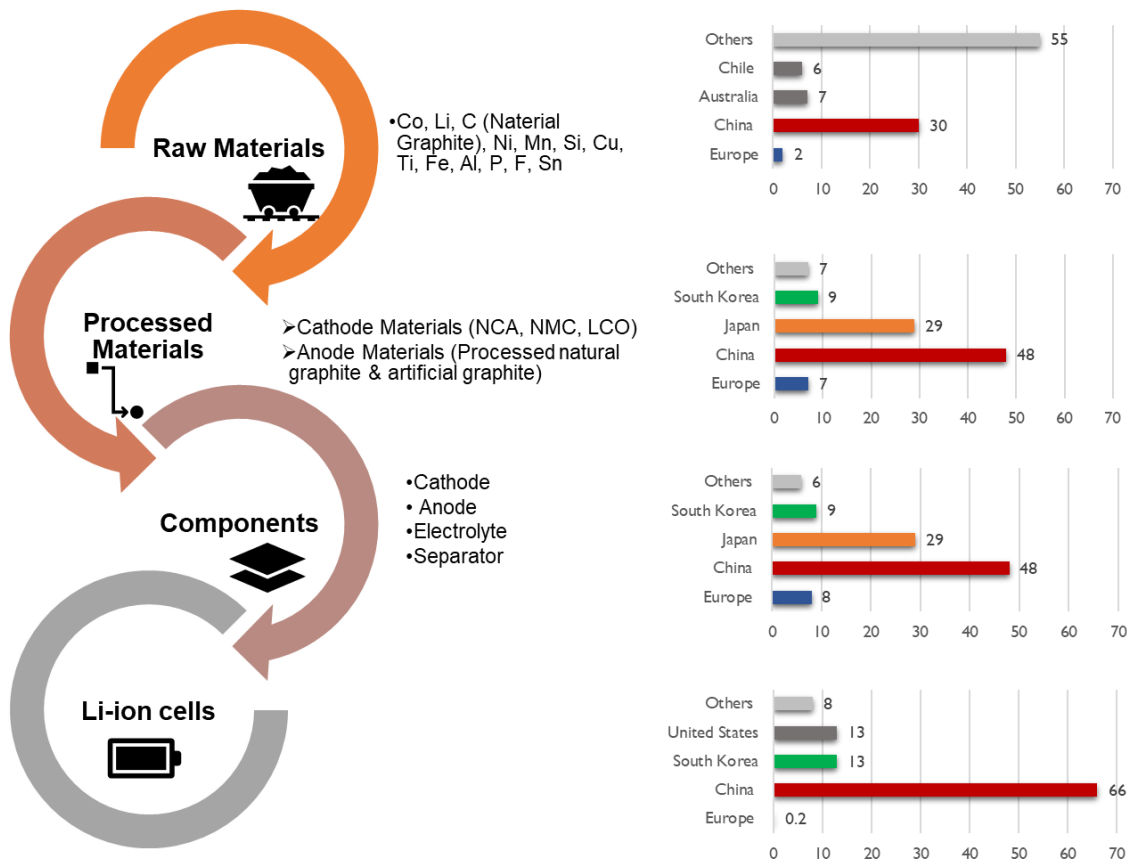 Raw Materials
•Co, Li, C (Naterial
Graphite), Ni, Mn, Si, Cu,
Ti, Fe, Al, P, F, Sn
Others 55
Chile 6
Australia 7
China 30
Europe 2
0 10 20 30 40 50 60 70
Processed
Materials
➢Cathode Materials (NCA, NMC, LCO)
➢Anode Materials (Processed natural
graphite & artificial graphite)
Others 7
South Korea 9
Japan 29
China 48
Europe 7
0 10 20 30 40 50 60 70
Components
•Cathode
• Anode
•Electrolyte
•Separator
Others 6
South Korea 9
Japan 29
China 48
Europe 8
0 10 20 30 40 50 60 70
Li-ion cells
Others 8
United States 13
South Korea 13
China 66
Europe 0.2
0 10 20 30 40 50 60 70